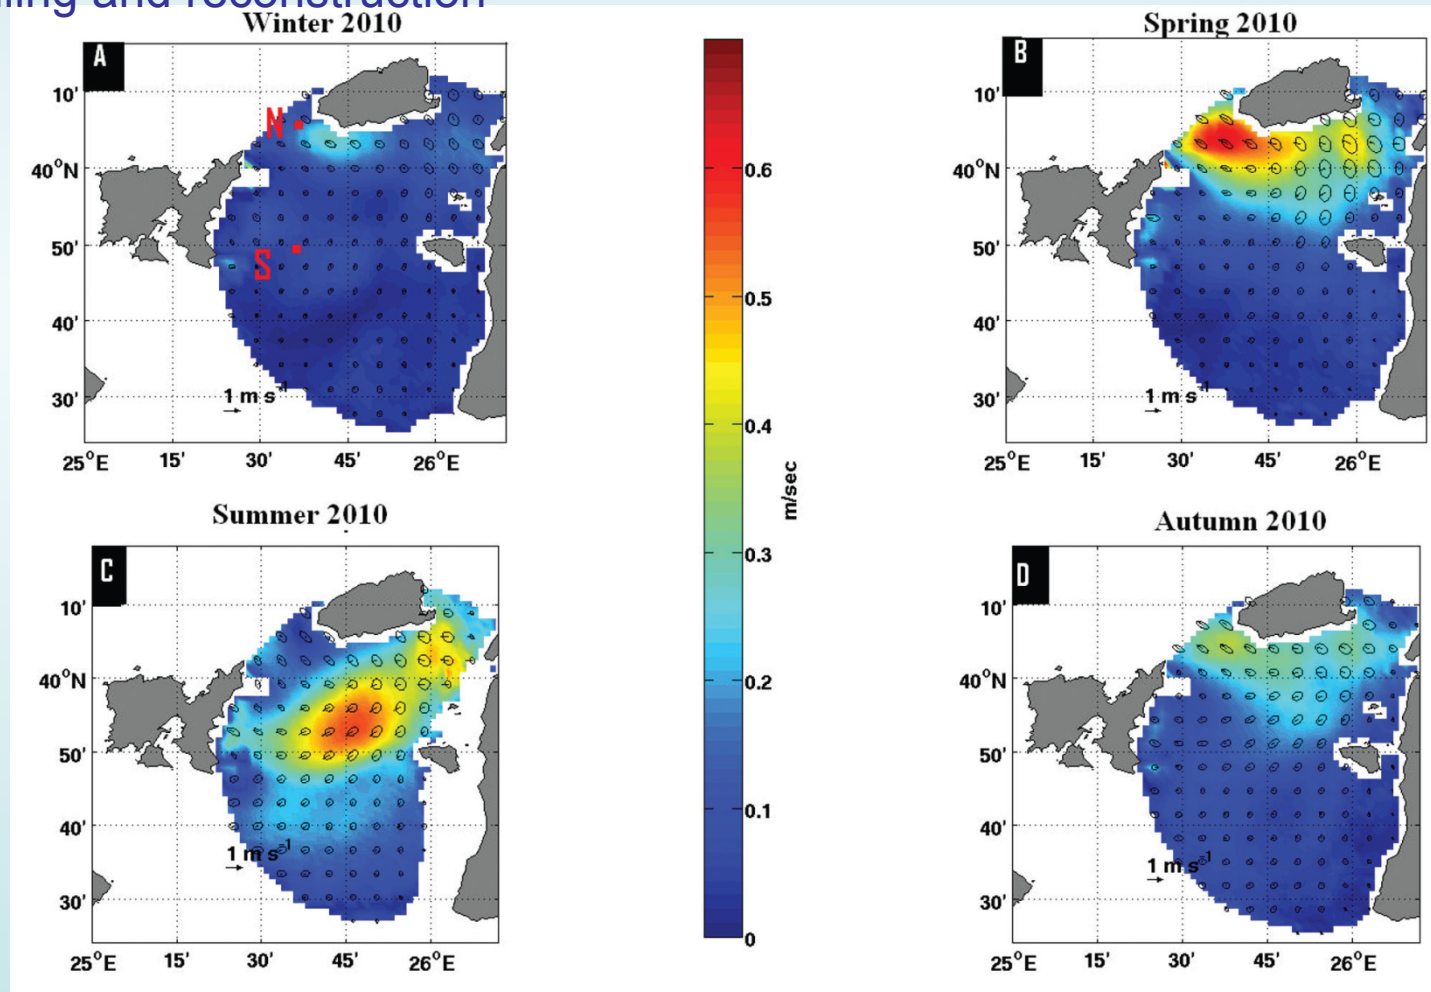 and reconstruction
Winter 2010
A
N
S
10'
40°N
50'
40'
30'
1 m s-1
25°E 15' 30' 45' 26°E
Spring 2010
B
10'
40°N
50'
40'
30'
1 m s-1
25°E 15' 30' 45' 26°E
0.6
0.5
0.4
0.3
0.2
0.1
0
m/sec
Summer 2010
C
10'
40°N
50'
40'
30'
1 m s-1
25°E 15' 30' 45' 26°E
Autumn 2010
D
10'
40°N
50'
40'
30'
1 m s-1
25°E 15' 30' 45' 26°E